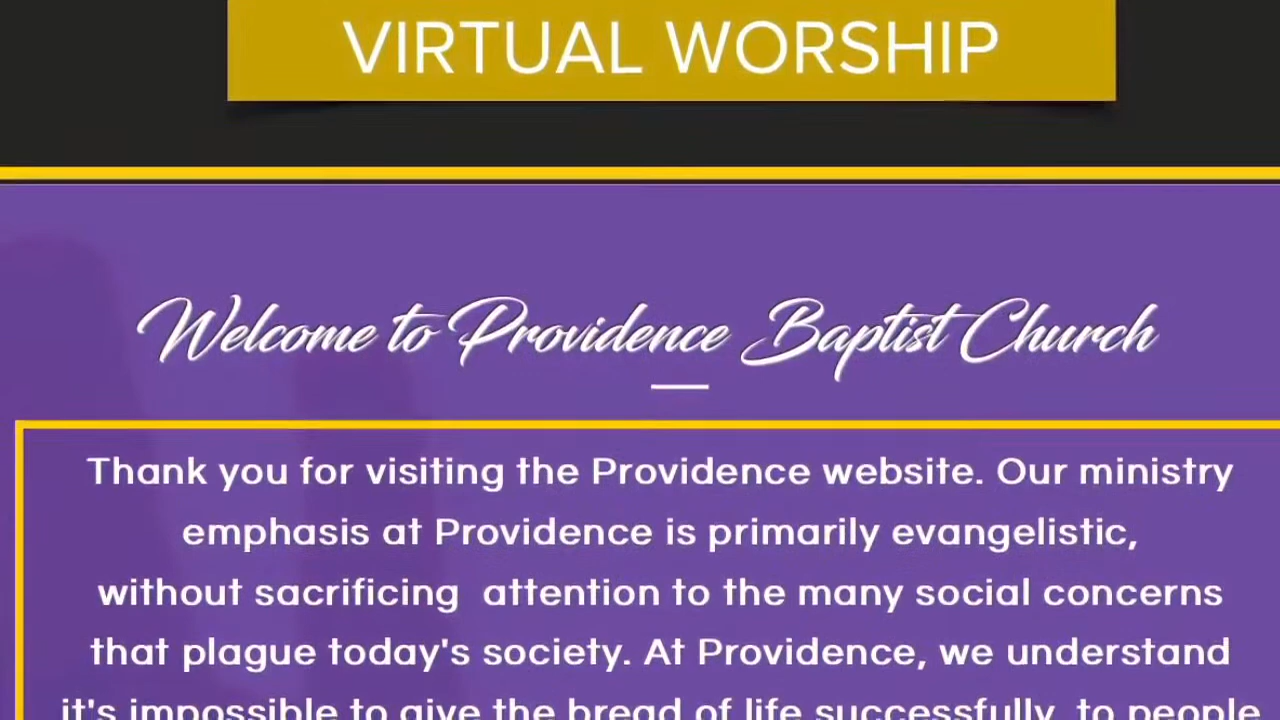 VIRTUAL WORSHIP
Welcome to Providence Baptist Church
Thank you for visiting the Providence website. Our ministry
emphasis at Providence is primarily evangelistic,
without sacrificing attention to the many social concerns
that plague today's society. At Providence, we understand
it's impossible to give the bread of life successfully, to people